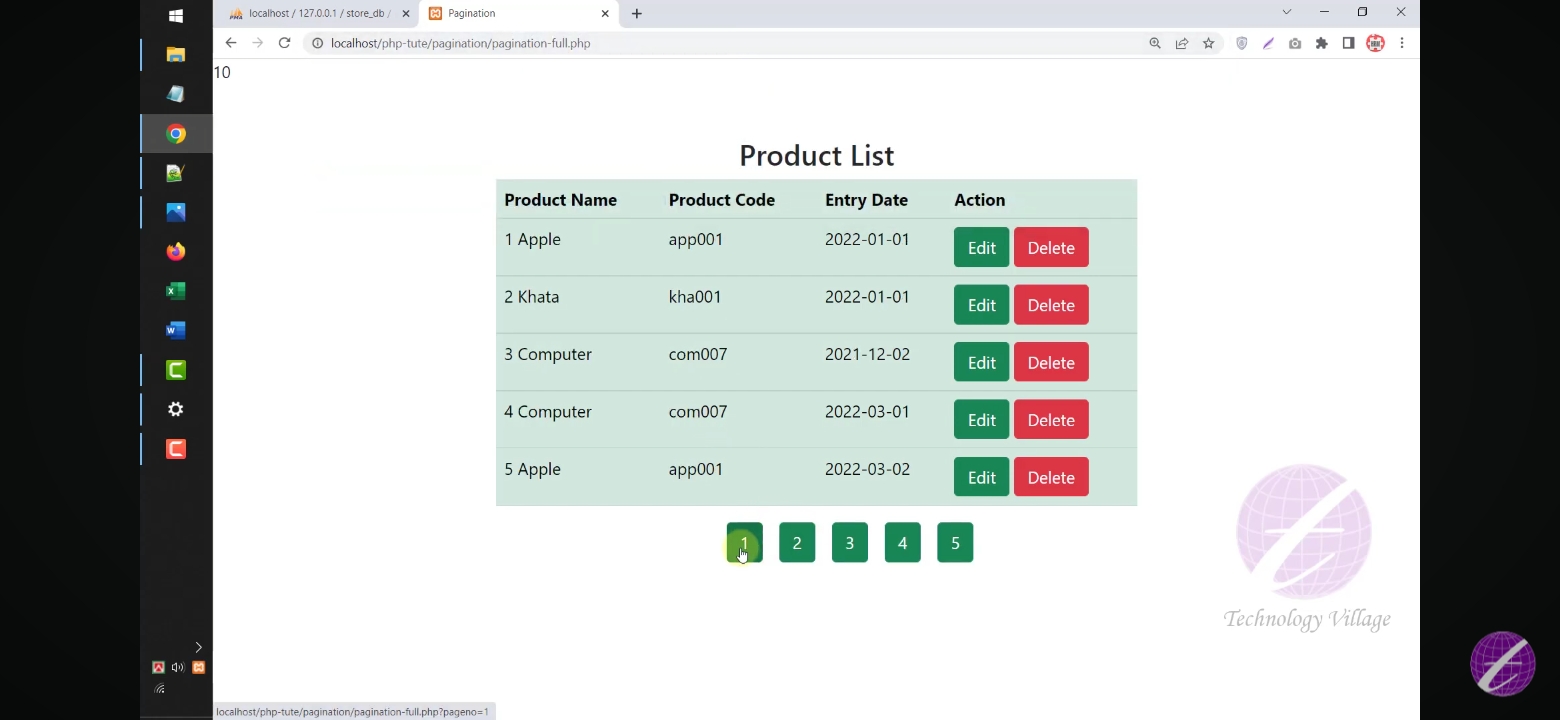 localhost / 127.0.0.1 / store_db /
Pagination
localhost/php-tute/pagination/pagination-full.php
10
Product List
Product Name Product Code Entry Date Action
1 Apple app001 2022-01-01 Edit Delete
2 Khata kha001 2022-01-01 Edit Delete
3 Computer com007 2021-12-02 Edit Delete
4 Computer com007 2022-03-01 Edit Delete
5 Apple app001 2022-03-02 Edit Delete
1 2 3 4 5
Technology Village
localhost/php-tute/pagination/pagination-full.php?pageno=1